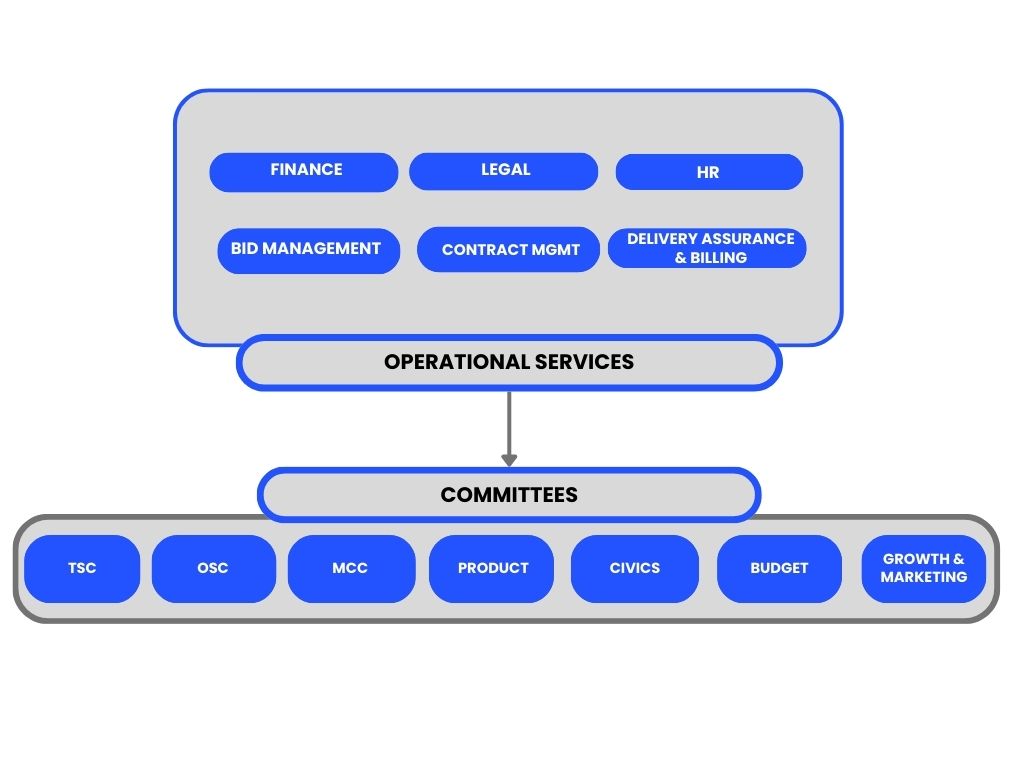 FINANCE
LEGAL
HR
BID MANAGEMENT
CONTRACT MGMT
DELIVERY ASSURANCE
& BILLING
OPERATIONAL SERVICES
COMMITTEES
TSC
OSC
MCC
PRODUCT
CIVICS
BUDGET
GROWTH &
MARKETING